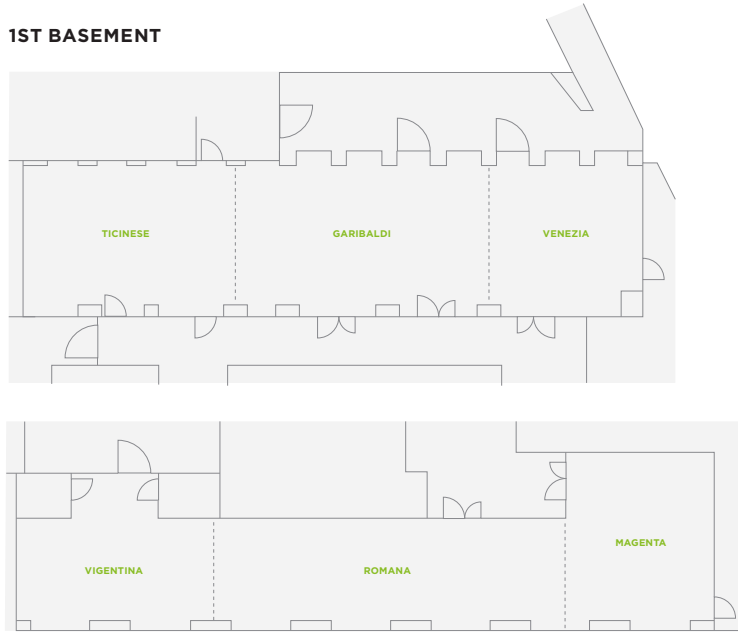 1ST BASEMENT
TICINESE
GARIBALDI
VENEZIA
VIGENTINA
ROMANA
MAGENTA